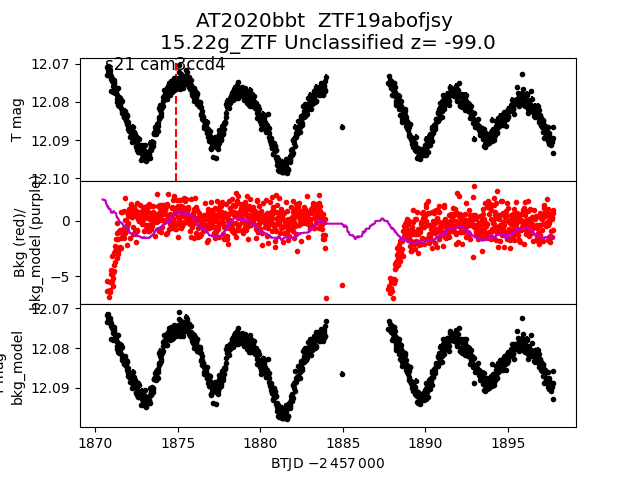 AT2020bbt  ZTF19abofjsy
15.22g_ZTF Unclassified z= -99.0
s21 cam3ccd4
12.07
12.08
12.09
12.10
T mag
0
−5
Bkg (red)/
bkg_model (purple)
12.07
12.08
12.09
mag
bkg_model
1870
1875
1880
1885
1890
1895
BTJD −2 457 000